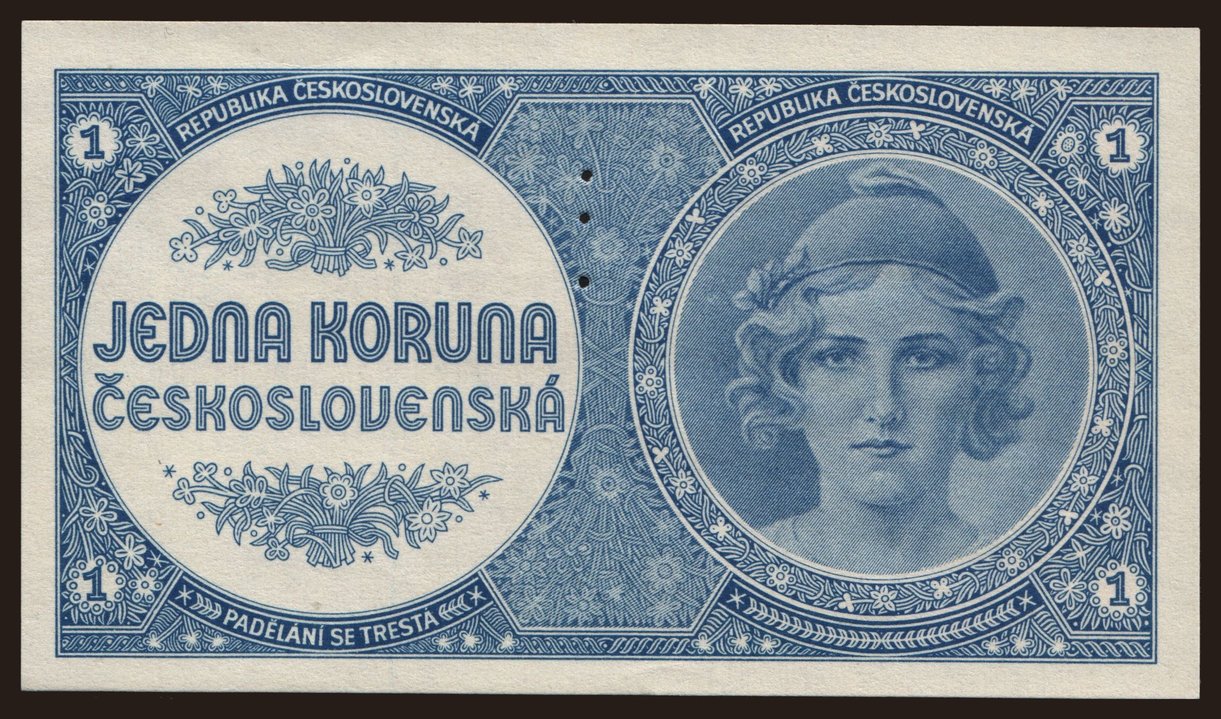 REPUBLIKA ČESKOSLOVENSKÁ
REPUBLIKA ČESKOSLOVENSKÁ
1
1
JEDNA KORUNA
ČESKOSLOVENSKÁ
1
1
PADĚLÁNÍ SE TRESTÁ